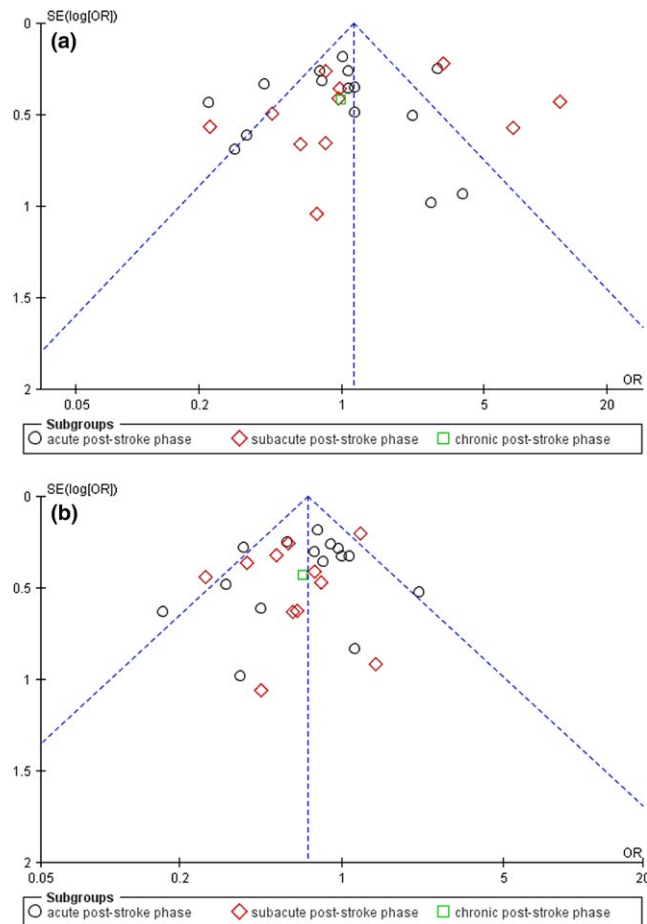 SE(log[OR])
0
(a)
0.5
1
1.5
2
OR
0.05 0.2 1 5 20
Subgroups
acute post-stroke phase subacute post-stroke phase chronic post-stroke phase
SE(log[OR])
0
(b)
0.5
1
1.5
2
OR
0.05 0.2 1 5 20
Subgroups
acute post-stroke phase subacute post-stroke phase chronic post-stroke phase